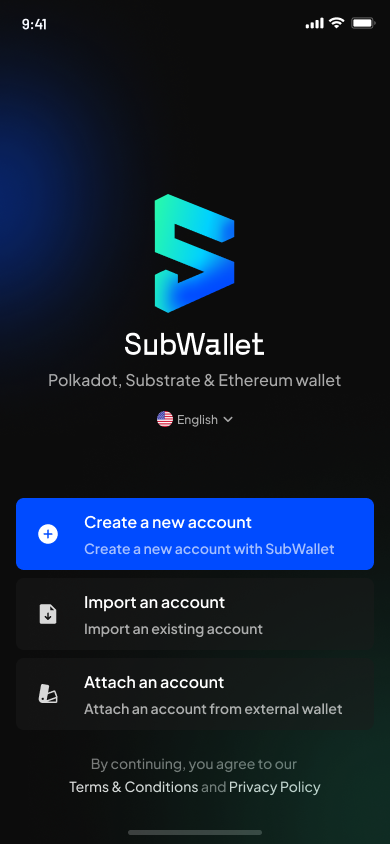 9:41
SubWallet
Polkadot, Substrate & Ethereum wallet
English
Create a new account
Create a new account with SubWallet
Import an account
Import an existing account
Attach an account
Attach an account from external wallet
By continuing, you agree to our
Terms & Conditions and Privacy Policy